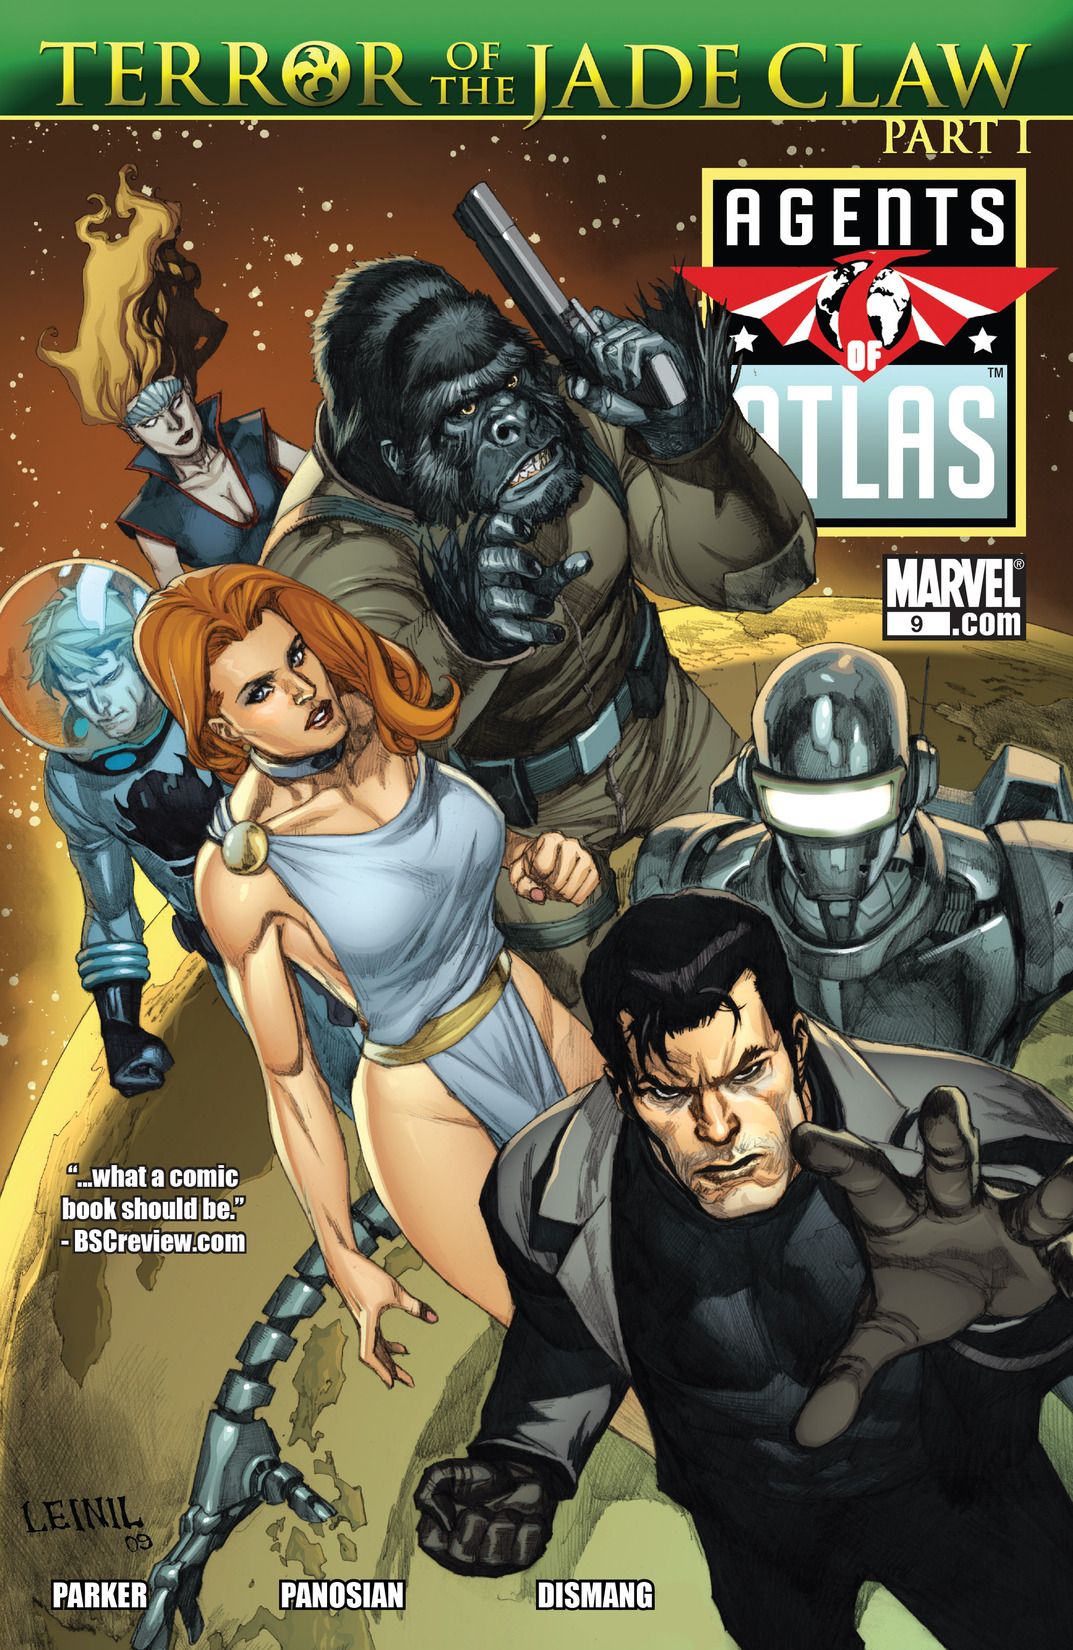 TERROR OF THE JADE CLAW
PART 1
AGENTS
OF
ATLAS
TM
MARVEL®
9 .com
"...what a comic
book should be."
- BSCreview.com
LEINIL
09
PARKER PANOSIAN DISMANG